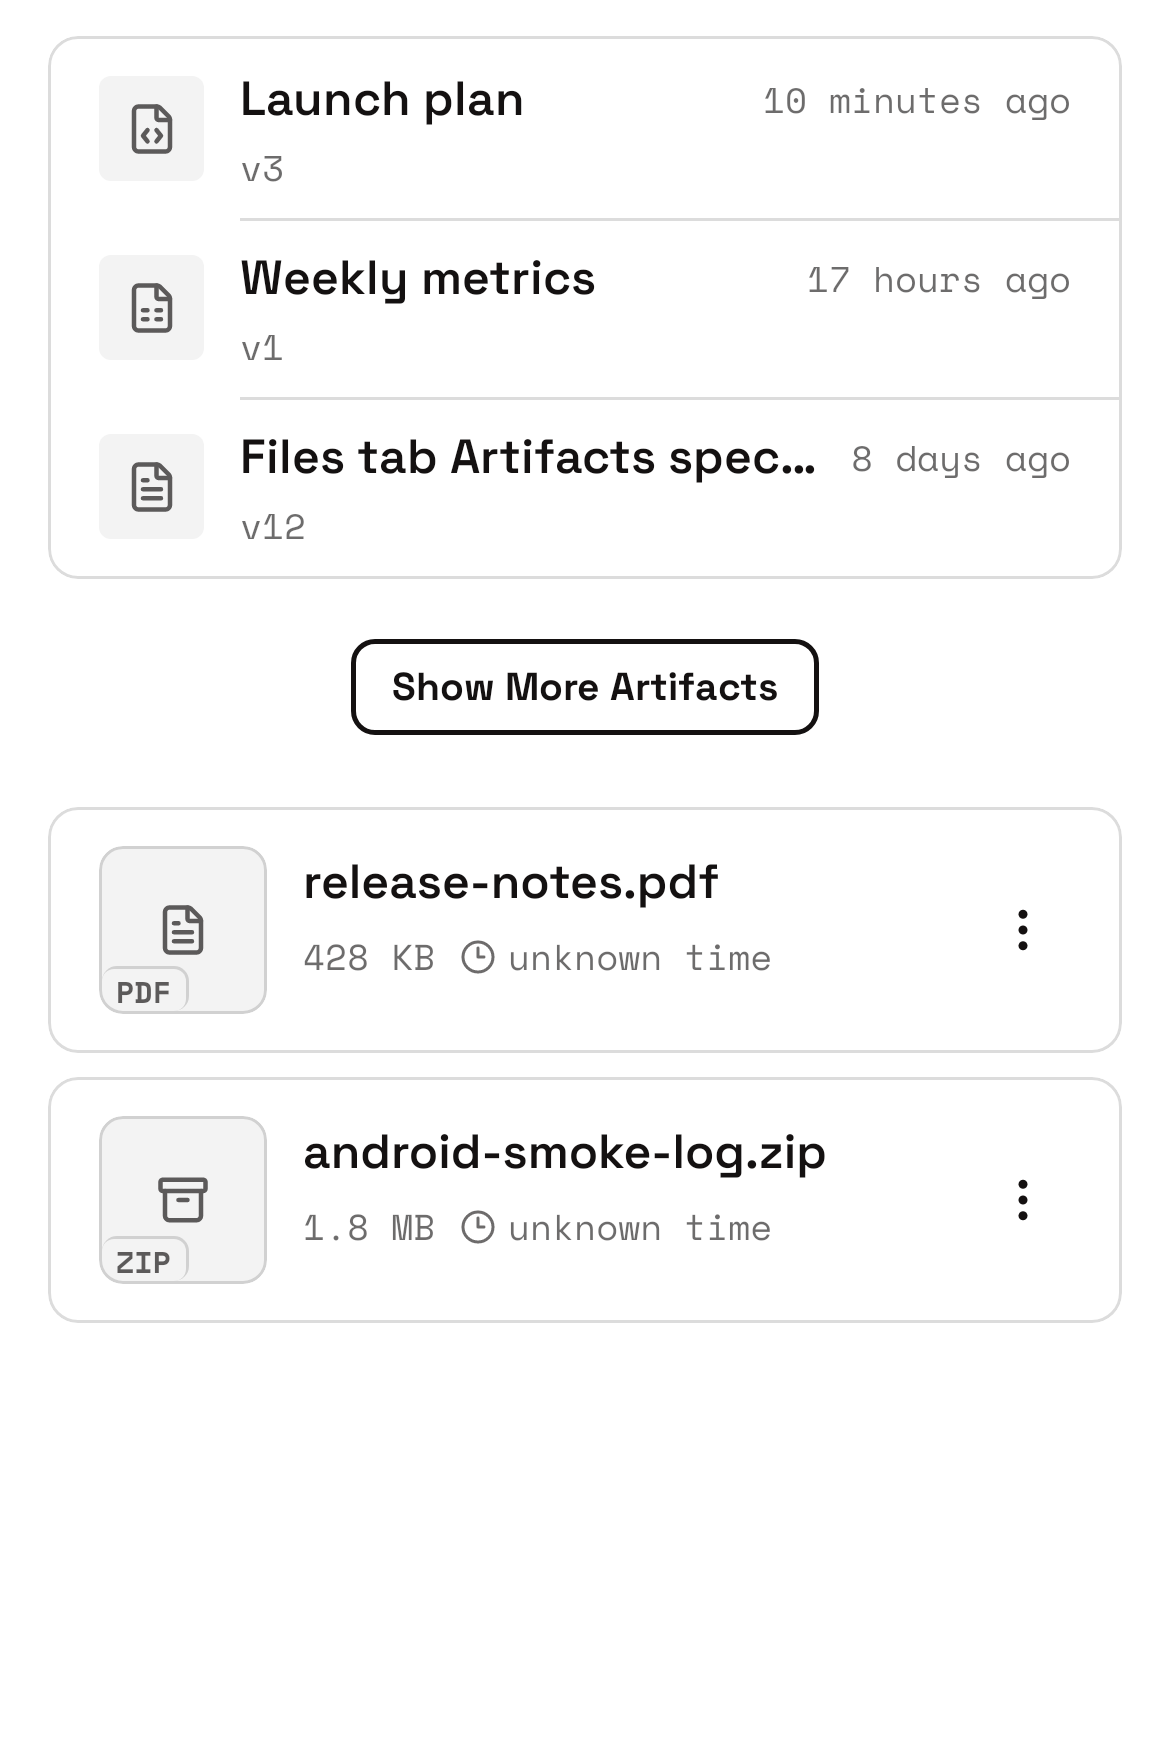 Launch plan 10 minutes ago
v3
Weekly metrics 17 hours ago
v1
Files tab Artifacts spec… 8 days ago
v12
Show More Artifacts
release-notes.pdf
428 KB unknown time
PDF
android-smoke-log.zip
1.8 MB unknown time
ZIP